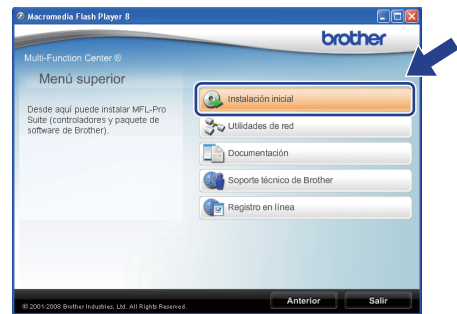 Macromedia Flash Player 8
brother
Multi-Function Center ®
Menú superior
Desde aquí puede instalar MFL-Pro
Suite (controladores y paquete de
software de Brother).
Instalación inicial
Utilidades de red
Documentación
Soporte técnico de Brother
Registro en línea
© 2001-2008 Brother Industries, Ltd. All Rights Reserved.
Anterior
Salir